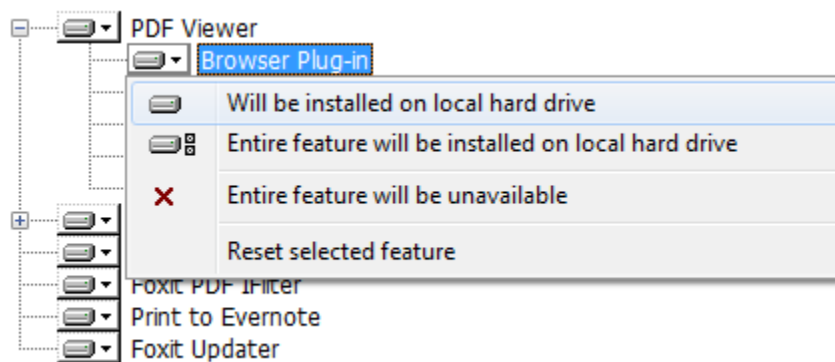 PDF Viewer
Browser Plug-in
Will be installed on local hard drive
Entire feature will be installed on local hard drive
Entire feature will be unavailable
Reset selected feature
Foxit PDF IFilter
Print to Evernote
Foxit Updater